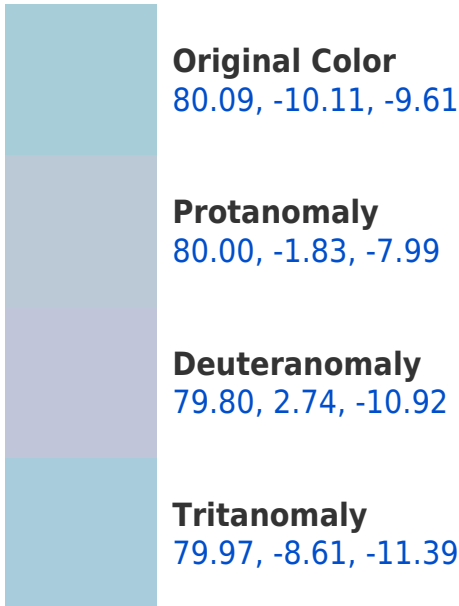 Original Color
80.09, -10.11, -9.61
Protanomaly
80.00, -1.83, -7.99
Deuteranomaly
79.80, 2.74, -10.92
Tritanomaly
79.97, -8.61, -11.39